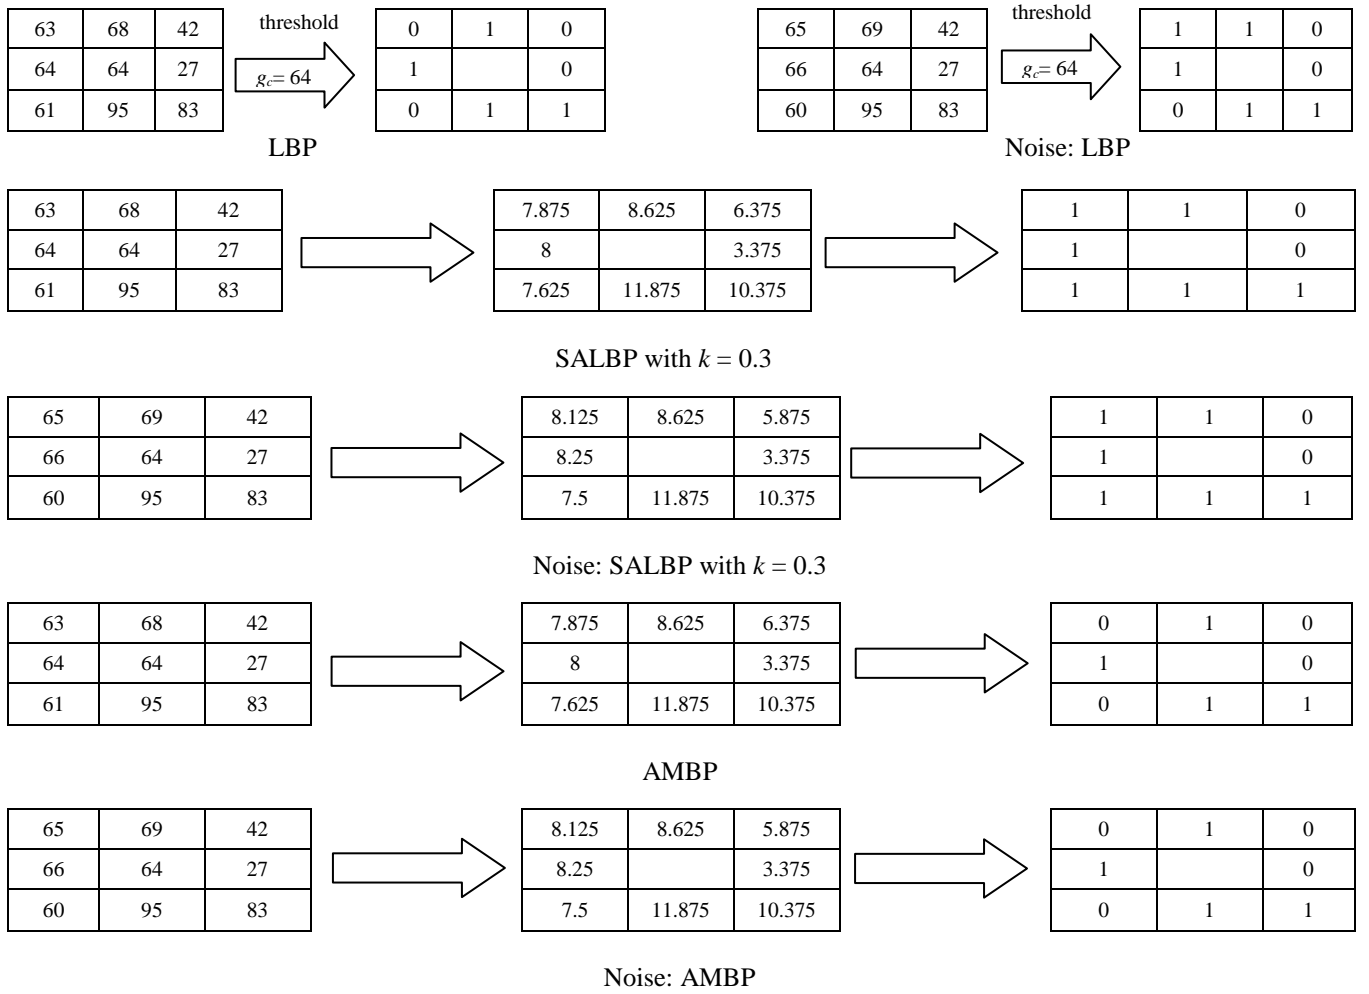 threshold
threshold
63 68 42
0 1 0
65 69 42
1 1 0
64 64 27
g_c= 64
1 0
66 64 27
g_c= 64
1 0
61 95 83
0 1 1
60 95 83
0 1 1
LBP
Noise: LBP
63 68 42
7.875 8.625 6.375
1 1 0
64 64 27
8 3.375
1 0
61 95 83
7.625 11.875 10.375
1 1 1
SALBP with k = 0.3
65 69 42
8.125 8.625 5.875
1 1 0
66 64 27
8.25 3.375
1 0
60 95 83
7.5 11.875 10.375
1 1 1
Noise: SALBP with k = 0.3
63 68 42
7.875 8.625 6.375
0 1 0
64 64 27
8 3.375
1 0
61 95 83
7.625 11.875 10.375
0 1 1
AMBP
65 69 42
8.125 8.625 5.875
0 1 0
66 64 27
8.25 3.375
1 0
60 95 83
7.5 11.875 10.375
0 1 1
Noise: AMBP